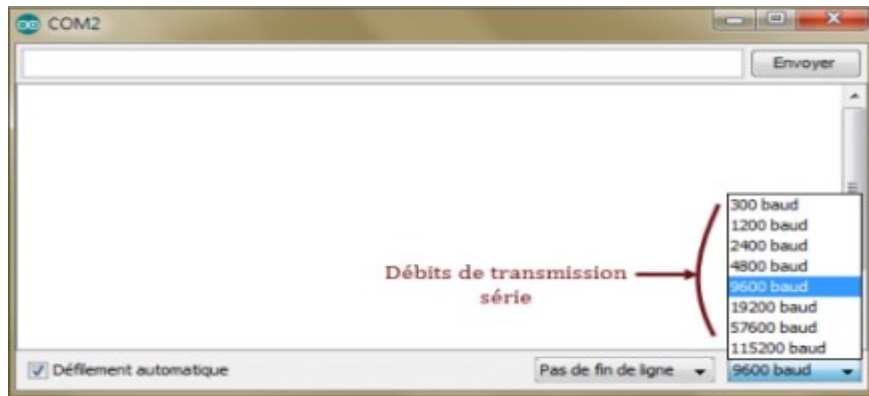 COM2
Envoyer
300 baud
1200 baud
2400 baud
4800 baud
9600 baud
19200 baud
57600 baud
115200 baud
Débits de transmission
série
Défilement automatique
Pas de fin de ligne
9600 baud